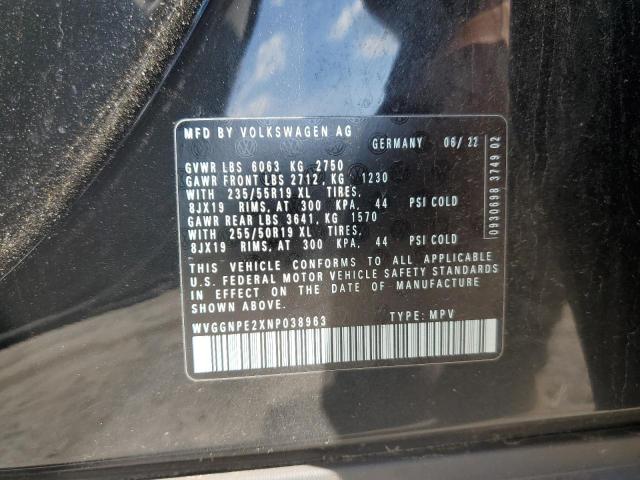 MFD BY VOLKSWAGEN AG
GERMANY 06/22
GVWR LBS 6063 KG 2750
GAWR FRONT LBS 2712, KG 1230
WITH 235/55R19 XL TIRES,
8JX19 RIMS, AT 300 KPA, 44 PSI COLD
GAWR REAR LBS 3641, KG 1570
WITH 255/50R19 XL TIRES,
8JX19 RIMS, AT 300 KPA, 44 PSI COLD
THIS VEHICLE CONFORMS TO ALL APPLICABLE
U.S. FEDERAL MOTOR VEHICLE SAFETY STANDARDS
IN EFFECT ON THE DATE OF MANUFACTURE
SHOWN ABOVE.
WVGGNPE2XNP038963 TYPE: MPV
0930698 3749 02